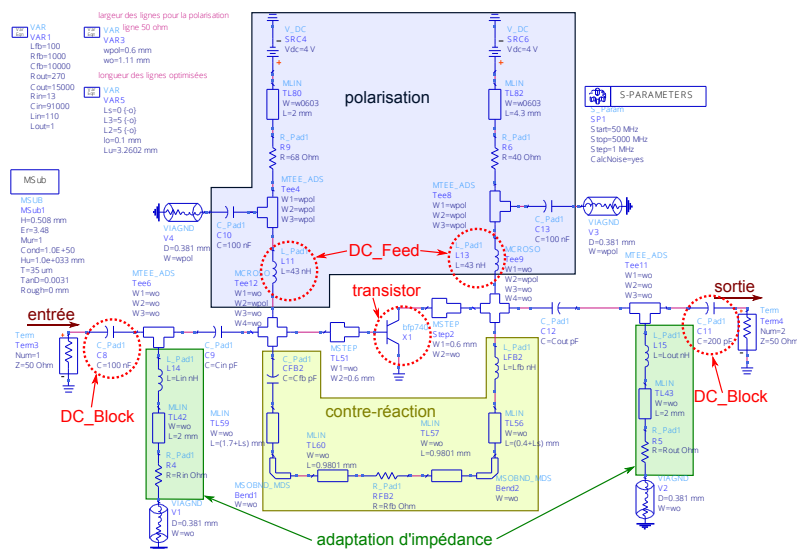 largeur des lignes pour la polarisation
ligne 50 ohm
VAR
VAR1
Lfb=100
Rfb=1000
Cfb=10000
Rout=270
Cout=15000
Rin=13
Cin=91000
Lin=110
Lout=1
VAR
VAR3
wpol=0.6 mm
wo=1.11 mm
longueur des lignes optimisées
VAR
VAR5
Ls=0 {-o}
L3=5 {-o}
L2=5 {-o}
lo=0.1 mm
Lu=3.2602 mm
MSub
MSUB
MSub1
H=0.508 mm
Er=3.48
Mur=1
Cond=1.0E+50
Hu=1.0e+033 mm
T=35 um
TanD=0.0031
Rough=0 mm
V_DC
SRC4
Vdc=4 V
V_DC
SRC6
Vdc=4 V
MLIN
TL80
W=w0603
L=2 mm
polarisation
MLIN
TL82
W=w0603
L=4.3 mm
S-PARAMETERS
S_Param
SP1
Start=50 MHz
Stop=5000 MHz
Step=1 MHz
CalcNoise=yes
R_Pad1
R9
R=68 Ohm
R_Pad1
R6
R=40 Ohm
MTEE_ADS
Tee4
W1=wpol
W2=wpol
W3=wpol
MTEE_ADS
Tee8
W1=wpol
W2=wpol
W3=wpol
VIAGND
V4
D=0.381 mm
W=wpol
C_Pad1
C10
C=100 nF
C_Pad1
C13
C=100 nF
VIAGND
V3
D=0.381 mm
W=wpol
L_Pad1
L11
L=43 nH
DC_Feed
L_Pad1
L13
L=43 nH
MCROSO
Tee12
W1=wo
W2=wpol
W3=wo
W4=wo
MCROSO
Tee9
W1=wo
W2=wpol
W3=wo
W4=wo
MTEE_ADS
Tee6
W1=wo
W2=wo
W3=wo
MTEE_ADS
Tee11
W1=wo
W2=wo
W3=wo
transistor
entrée
sortie
Term
Term3
Num=1
Z=50 Ohm
C_Pad1
C8
C=100 nF
C_Pad1
C9
C=Cin pF
MSTEP
TL51
W1=wo
W2=0.6 mm
bfp740
X1
MSTEP
Step2
W1=0.6 mm
W2=wo
C_Pad1
C12
C=Cout pF
C_Pad1
C11
C=200 pF
Term
Term4
Num=2
Z=50 Ohm
DC_Block
DC_Block
L_Pad1
L14
L=Lin nH
MLIN
TL42
W=wo
L=2 mm
R_Pad1
R4
R=Rin Ohm
VIAGND
V1
D=0.381 mm
W=wo
C_Pad1
CFB2
C=Cfb pF
L_Pad1
LFB2
L=Lfb nH
contre-réaction
MLIN
TL59
W=wo
L=(1.7+Ls) mm
MLIN
TL60
W=wo
L=0.9801 mm
MLIN
TL57
W=wo
L=0.9801 mm
MLIN
TL56
W=wo
L=(0.4+Ls) mm
MSOBND_MDS
Bend1
W=wo
R_Pad1
RFB2
R=Rfb Ohm
MSOBND_MDS
Bend2
W=wo
L_Pad1
L15
L=Lout nH
MLIN
TL43
W=wo
L=2 mm
R_Pad1
R5
R=Rout Ohm
VIAGND
V2
D=0.381 mm
W=wo
adaptation d'impédance